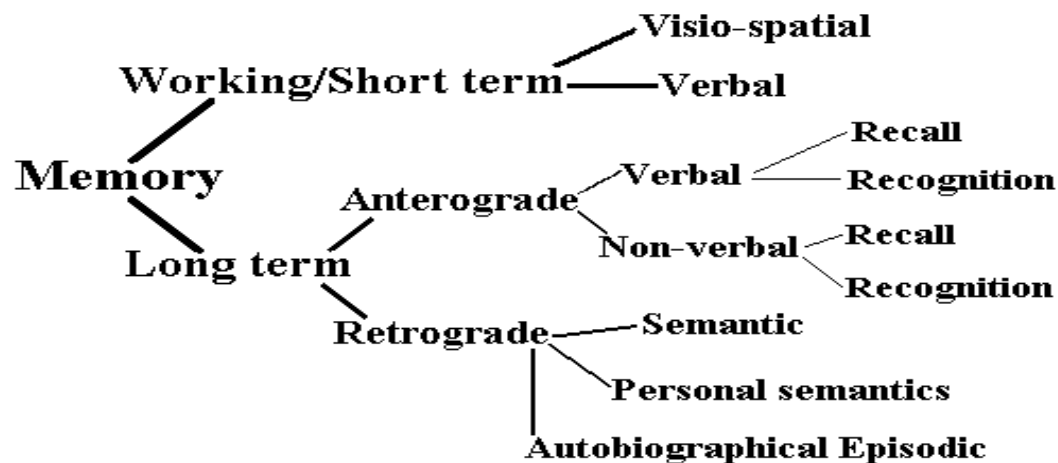 Visio-spatial
Working/Short term
Verbal
Recall
Memory
Verbal
Recognition
Anterograde
Non-verbal
Recall
Long term
Recognition
Retrograde
Semantic
Personal semantics
Autobiographical Episodic